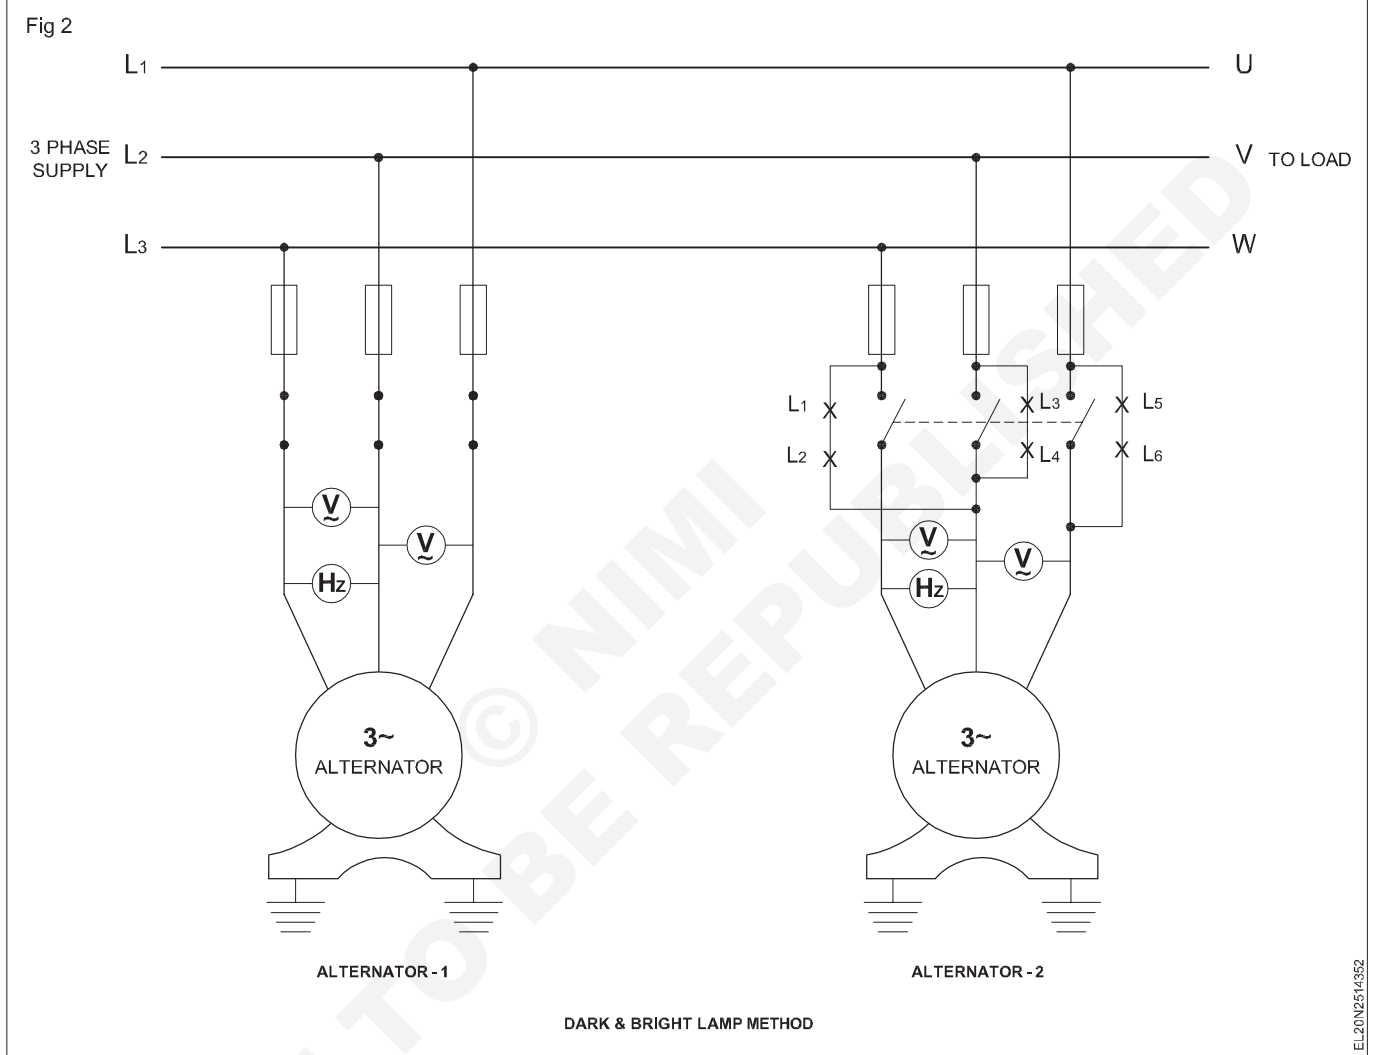 Fig 2
L1
U
3 PHASE
SUPPLY
L2
V
TO LOAD
L3
W
L1
L3
L5
L2
L4
L6
V
~
V
~
V
~
V
~
Hz
Hz
3~
ALTERNATOR
3~
ALTERNATOR
ALTERNATOR - 1
ALTERNATOR - 2
DARK & BRIGHT LAMP METHOD
EL20N2514352
© NIMI
TO BE REPUBLISHED